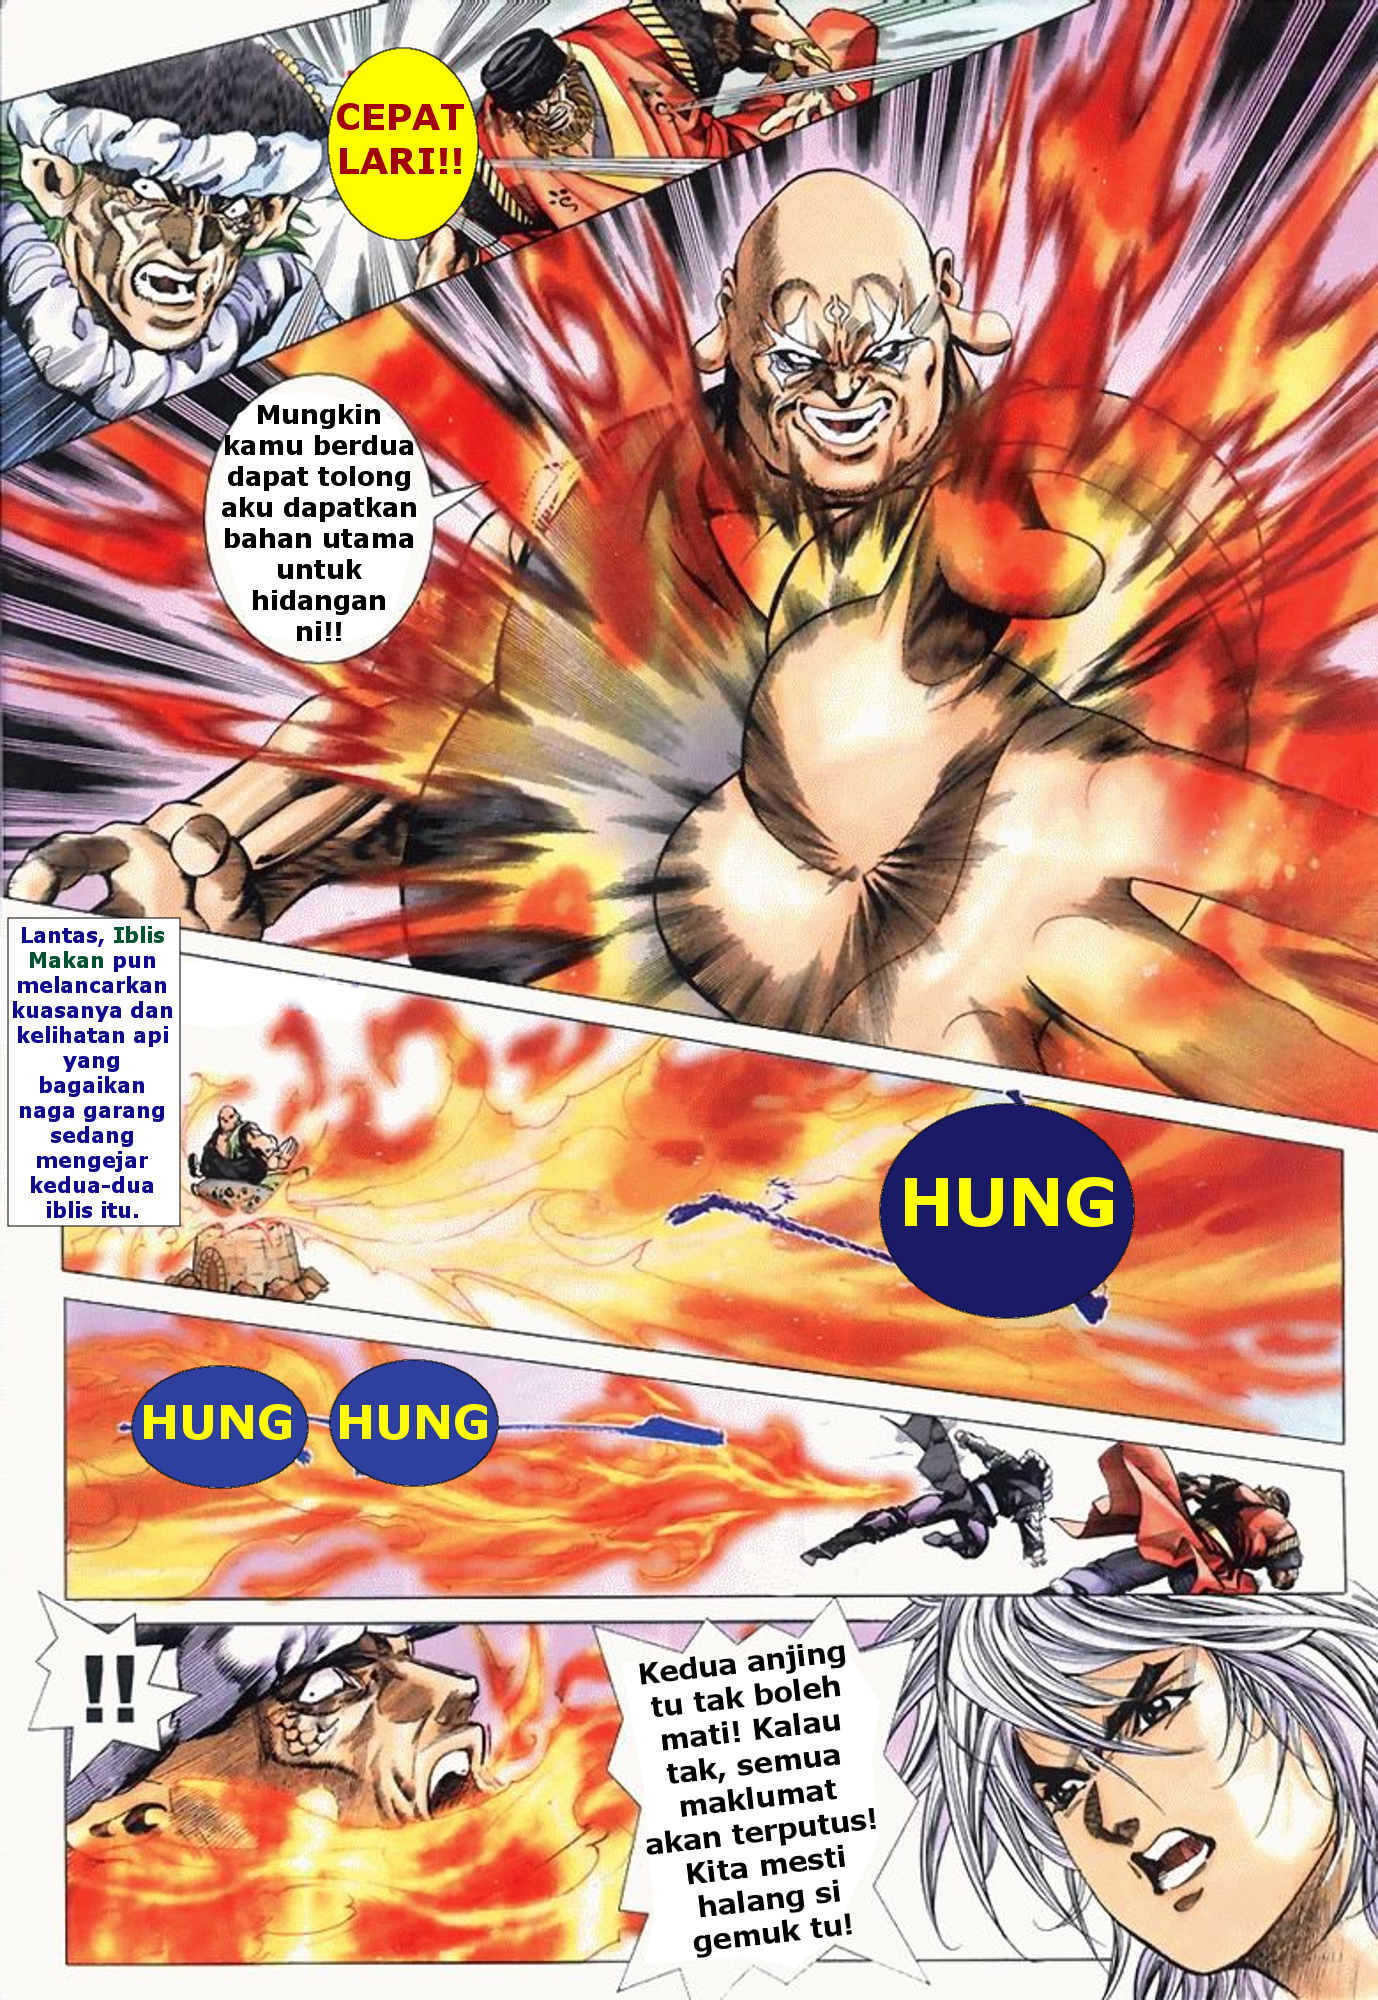 CEPAT
LARI!!
Mungkin
kamu berdua
dapat tolong
aku dapatkan
bahan utama
untuk
hidangan
ni!!
Lantas, Iblis
Makan pun
melancarkan
kuasanya dan
kelihatan api
yang
bagaikan
naga garang
sedang
mengejar
kedua-dua
iblis itu.
HUNG
HUNG HUNG
!!
Kedua anjing
tu tak boleh
mati! Kalau
tak, semua
maklumat
akan terputus!
Kita mesti
halang si
gemuk tu!